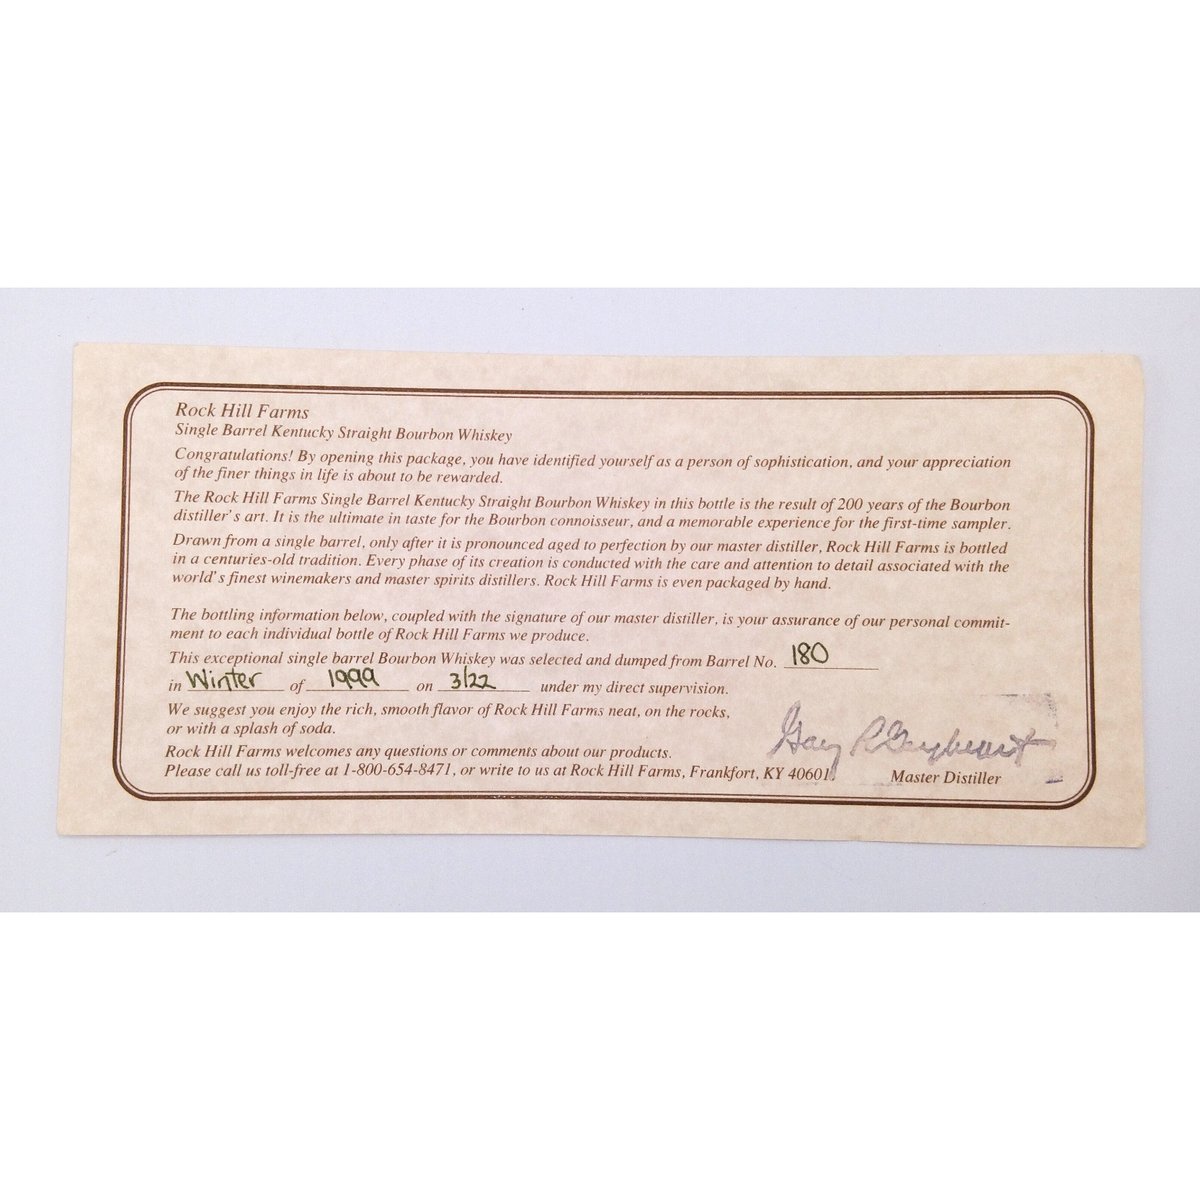 Rock Hill Farms
Single Barrel Kentucky Straight Bourbon Whiskey
Congratulations! By opening this package, you have identified yourself as a person of sophistication, and your appreciation
of the finer things in life is about to be rewarded.
The Rock Hill Farms Single Barrel Kentucky Straight Bourbon Whiskey in this bottle is the result of 200 years of the Bourbon
distiller's art. It is the ultimate in taste for the Bourbon connoisseur, and a memorable experience for the first-time sampler.
Drawn from a single barrel, only after it is pronounced aged to perfection by our master distiller, Rock Hill Farms is bottled
in a centuries-old tradition. Every phase of its creation is conducted with the care and attention to detail associated with the
world's finest winemakers and master spirits distillers. Rock Hill Farms is even packaged by hand.
The bottling information below, coupled with the signature of our master distiller, is your assurance of our personal commit-
ment to each individual bottle of Rock Hill Farms we produce.
This exceptional single barrel Bourbon Whiskey was selected and dumped from Barrel No. 180
in Winter of 1999 on 3/22 under my direct supervision.
We suggest you enjoy the rich, smooth flavor of Rock Hill Farms neat, on the rocks,
or with a splash of soda.
Rock Hill Farms welcomes any questions or comments about our products.
Please call us toll-free at 1-800-654-8471, or write to us at Rock Hill Farms, Frankfort, KY 40601.
Gary
Master Distiller